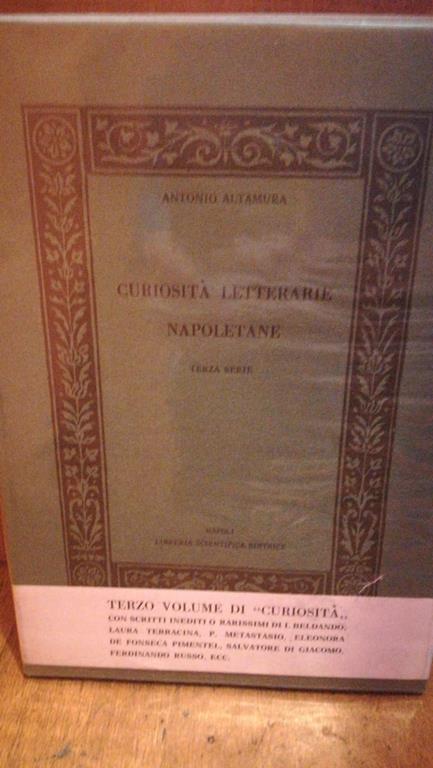 ANTONIO ALTAMURA
CURIOSITÀ LETTERARIE
NAPOLETANE
TERZA SERIE
NAPOLI
LIBRERIA SCIENTIFICA EDITRICE
TERZO VOLUME DI "CURIOSITÀ„
CON SCRITTI INEDITI O RARISSIMI DI I. BELDANDO,
LAURA TERRACINA, P. METASTASIO, ELEONORA
DE FONSECA PIMENTEL, SALVATORE DI GIACOMO,
FERDINANDO RUSSO, ECC.